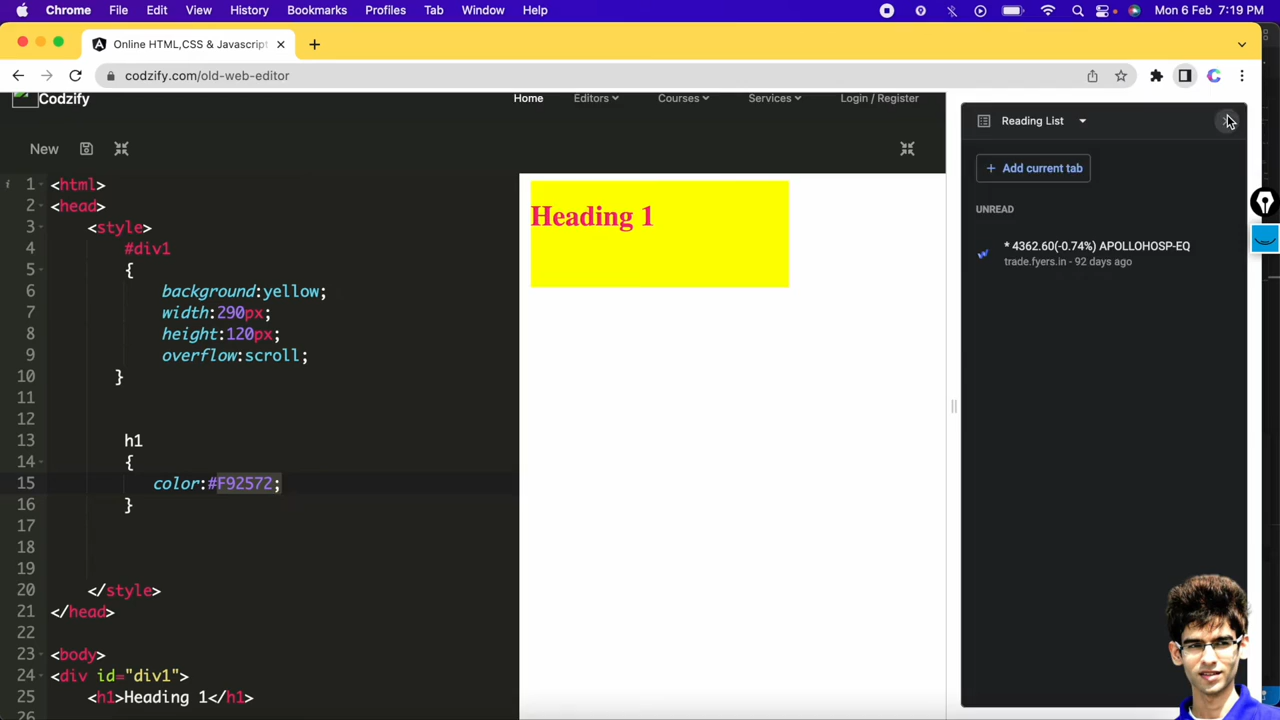 Chrome File Edit View History Bookmarks Profiles Tab Window Help Mon 6 Feb 7:19 PM
Online HTML,CSS & Javascript
codzify.com/old-web-editor
Codzify Home Editors Courses Services Login / Register
Reading List
New
Add current tab
UNREAD
* 4362.60(-0.74%) APOLLOHOSP-EQ
trade.fyers.in - 92 days ago
1 <html>
2 <head>
3 <style>
4 #div1
5 {
6 background:yellow;
7 width:290px;
8 height:120px;
9 overflow:scroll;
10 }
11
12
13 h1
14 {
15 color:#F92572;
16 }
17
18
19
20 </style>
21 </head>
22
23 <body>
24 <div id="div1">
25 <h1>Heading 1</h1>
Heading 1